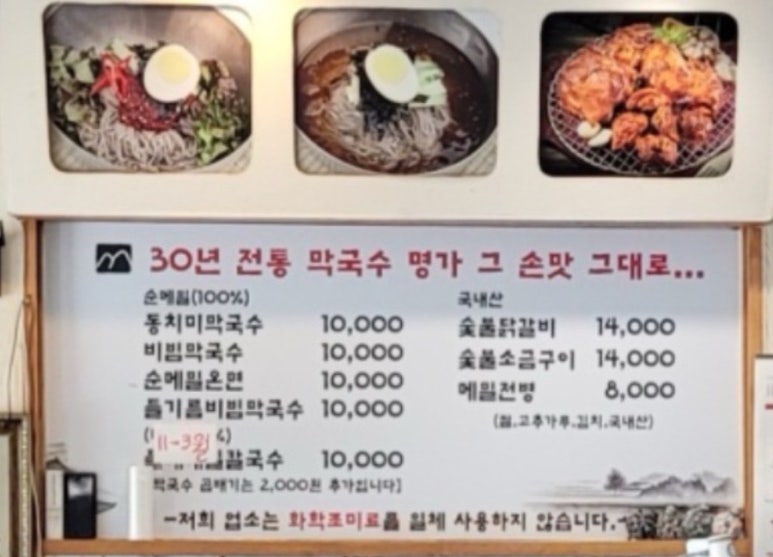 30년 전통 막국수 명가 그 손맛 그대로...
순메밀(100%)
동치미막국수 10,000
비빔막국수 10,000
순메밀온면 10,000
들기름비빔막국수 10,000
11-3월
칼국수 10,000
막국수 곱배기는 2,000원 추가입니다]
국내산
숯불닭갈비 14,000
숯불소금구이 14,000
메밀전병 8,000
고추가루.김치.국내산)
-저희 업소는 화학조미료를 일체 사용하지 않습니다.-